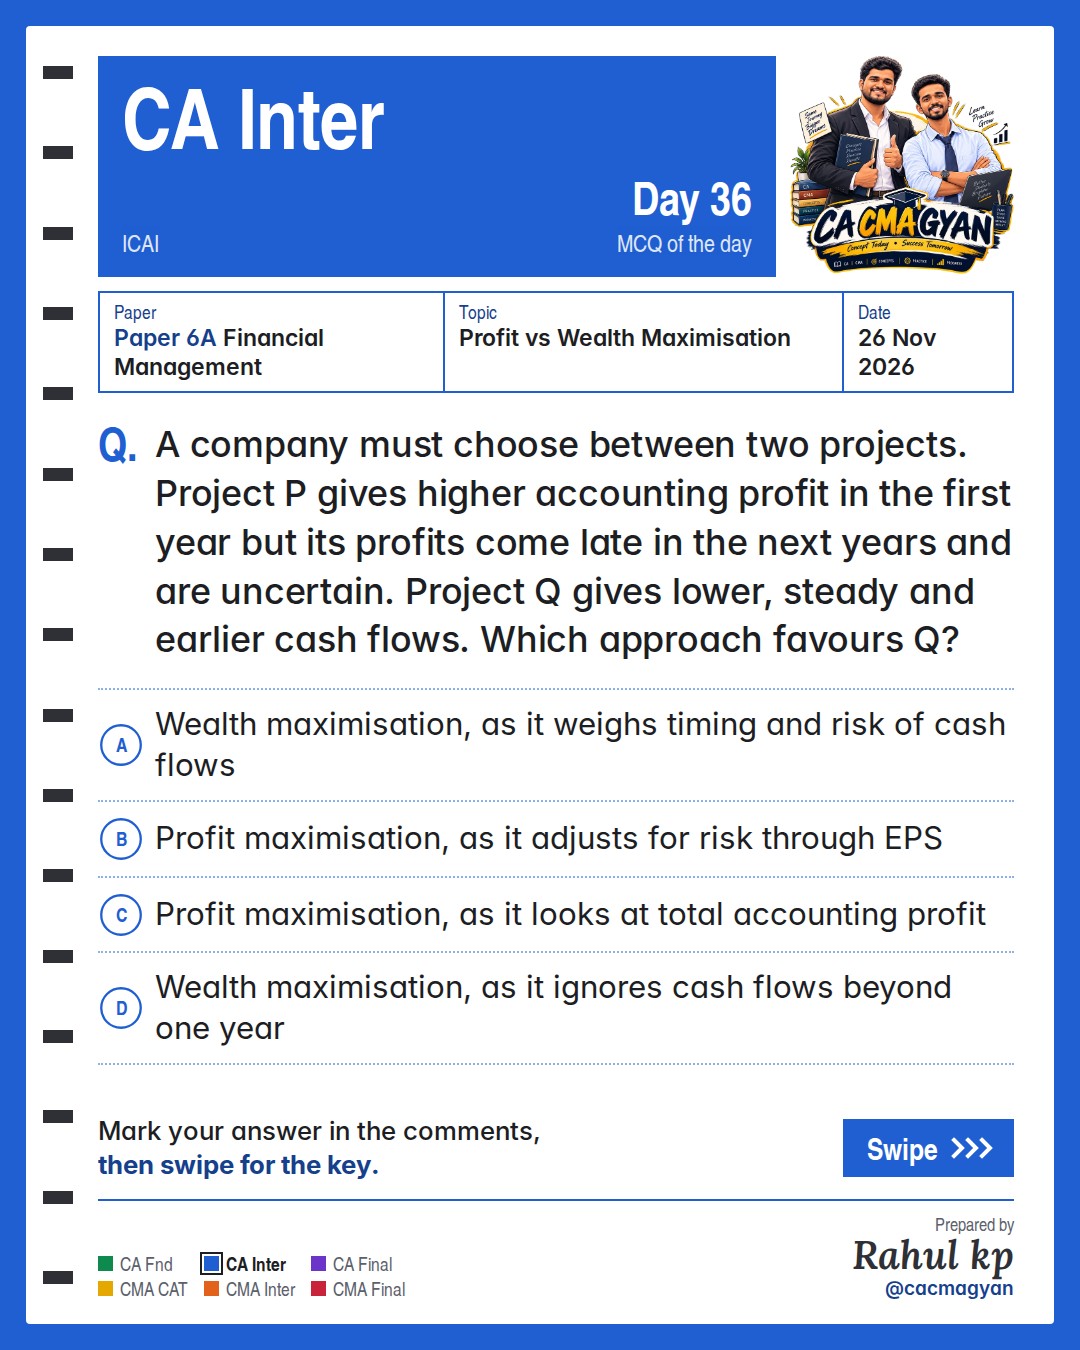 CA Inter
Day 36
ICAI
MCQ of the day
Learn
Practice
Grow
CA
CMA
CA CMA GYAN
Concept Today • Success Tomorrow
Paper
Paper 6A Financial
Management
Topic
Profit vs Wealth Maximisation
Date
26 Nov
2026
Q. A company must choose between two projects.
Project P gives higher accounting profit in the first
year but its profits come late in the next years and
are uncertain. Project Q gives lower, steady and
earlier cash flows. Which approach favours Q?
A Wealth maximisation, as it weighs timing and risk of cash
flows
B Profit maximisation, as it adjusts for risk through EPS
C Profit maximisation, as it looks at total accounting profit
D Wealth maximisation, as it ignores cash flows beyond
one year
Mark your answer in the comments,
then swipe for the key.
Swipe
Prepared by
Rahul kp
@cacmagyan
CA Fnd CA Inter CA Final
CMA CAT CMA Inter CMA Final